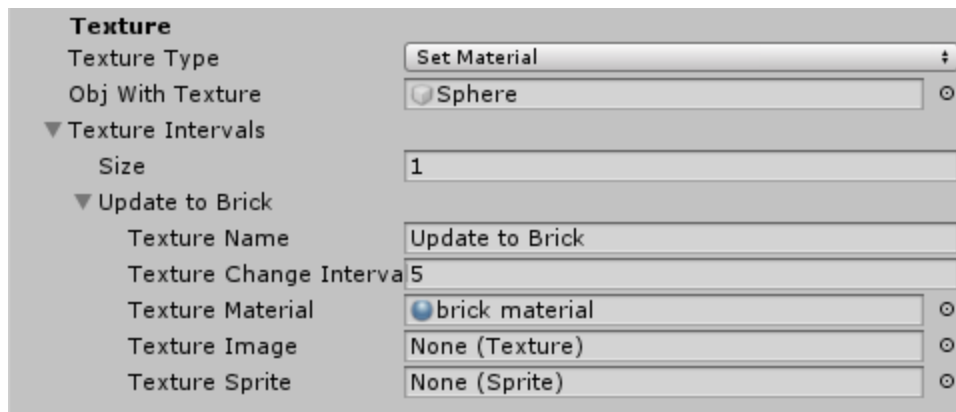 Texture
Texture Type Set Material
Obj With Texture Sphere
Texture Intervals
Size 1
Update to Brick
Texture Name Update to Brick
Texture Change Interva 5
Texture Material brick material
Texture Image None (Texture)
Texture Sprite None (Sprite)